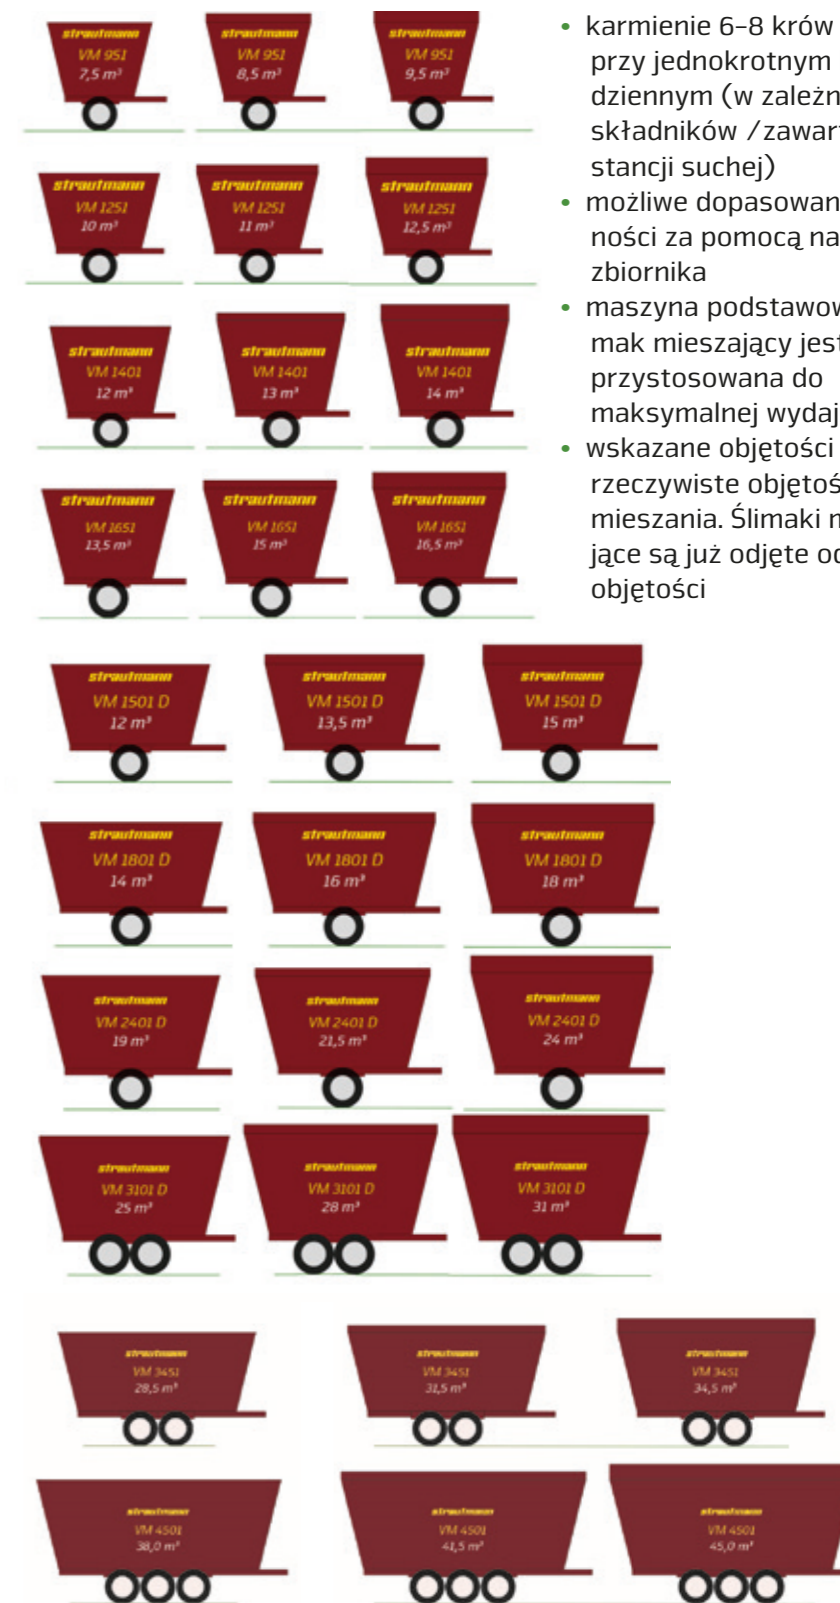 strautmann
VM 951
7,5 m³
strautmann
VM 951
8,5 m³
strautmann
VM 951
9,5 m³
strautmann
VM 1251
10 m³
strautmann
VM 1251
11 m³
strautmann
VM 1251
12,5 m³
strautmann
VM 1401
12 m³
strautmann
VM 1401
13 m³
strautmann
VM 1401
14 m³
strautmann
VM 1651
13,5 m³
strautmann
VM 1651
15 m³
strautmann
VM 1651
16,5 m³
• karmienie 6–8 krów
przy jednokrotnym
dziennym (w zależn
składników /zawar
stancji suchej)
• możliwe dopasowan
ności za pomocą na
zbiornika
• maszyna podstawow
mak mieszający jest
przystosowana do
maksymalnej wydaj
• wskazane objętości
rzeczywiste objętoś
mieszania. Ślimaki m
jące są już odjęte od
objętości
strautmann
VM 1501 D
12 m³
strautmann
VM 1501 D
13,5 m³
strautmann
VM 1501 D
15 m³
strautmann
VM 1801 D
14 m³
strautmann
VM 1801 D
16 m³
strautmann
VM 1801 D
18 m³
strautmann
VM 2401 D
19 m³
strautmann
VM 2401 D
21,5 m³
strautmann
VM 2401 D
24 m³
strautmann
VM 3101 D
25 m³
strautmann
VM 3101 D
28 m³
strautmann
VM 3101 D
31 m³
strautmann
VM 3451
28,5 m³
strautmann
VM 3451
31,5 m³
strautmann
VM 3451
34,5 m³
strautmann
VM 4501
38,0 m³
strautmann
VM 4501
41,5 m³
strautmann
VM 4501
45,0 m³